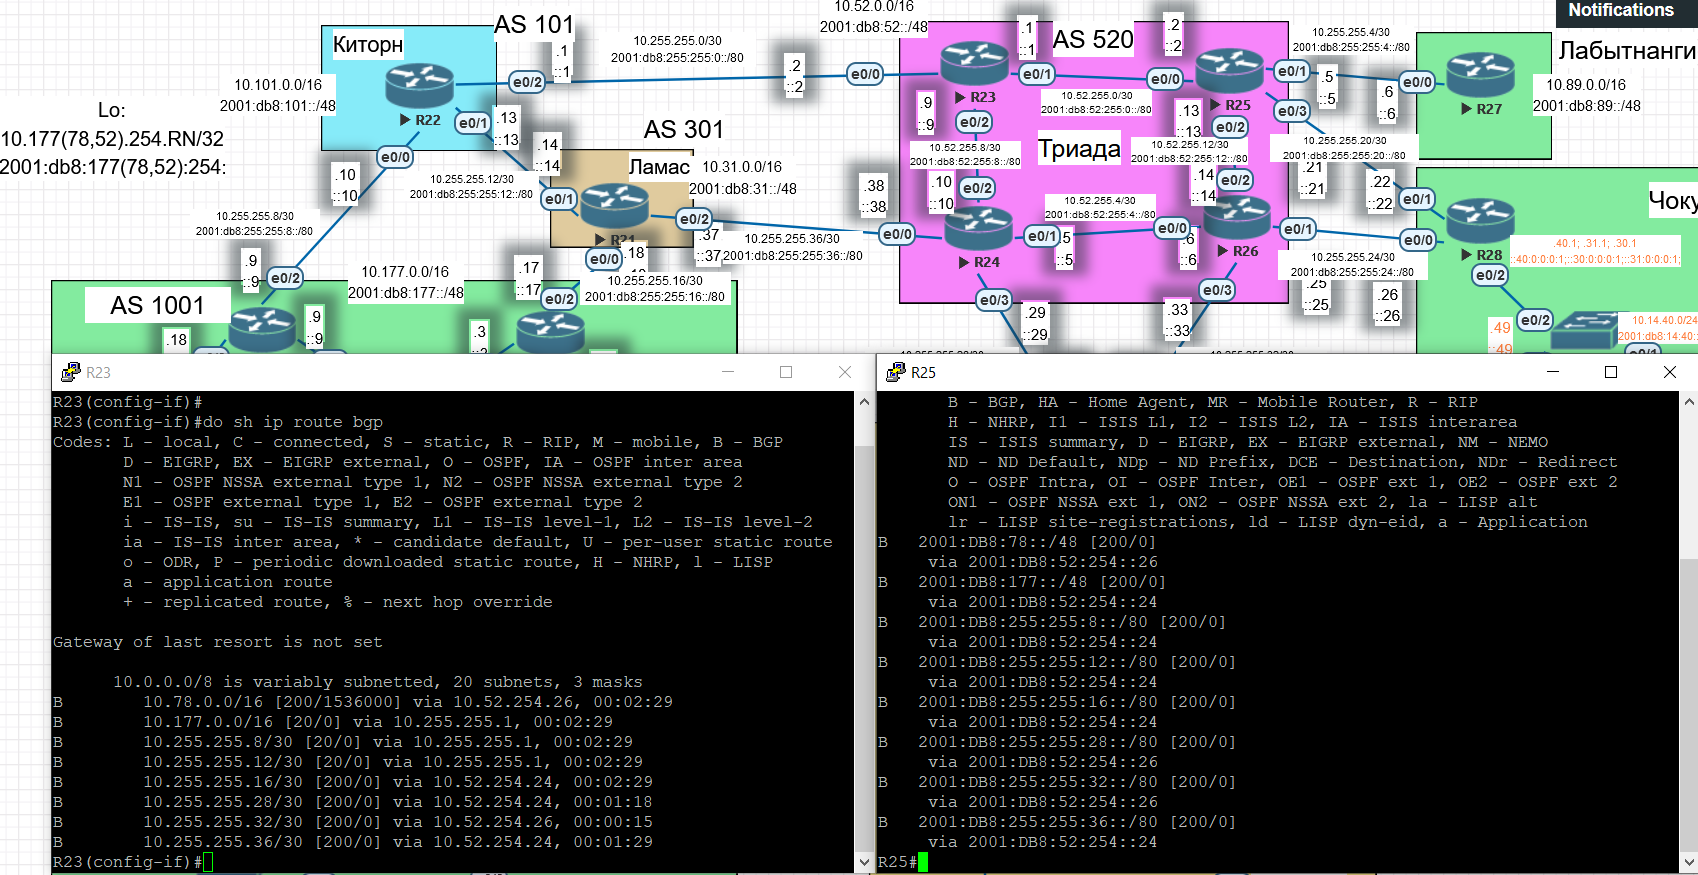 Notifications
10.52.0.0/16
2001:db8:52::/48
AS 101
AS 520
Киторн
10.255.255.0/30
2001:db8:255:255:0::/80
.1
::1
.2
::2
.1
::1
.2
::2
10.255.255.4/30
2001:db8:255:255:4::/80
Лабытнанги
10.101.0.0/16
2001:db8:101::/48
e0/2
e0/0
e0/1
e0/0
e0/1
.5
::5
.6
::6
e0/0
10.89.0.0/16
2001:db8:89::/48
R22
R23
R25
R27
Lo:
10.177(78,52).254.RN/32
2001:db8:177(78,52):254:
e0/1
.13
::13
.9
::9
10.52.255.0/30
2001:db8:52:255:0::/80
e0/3
e0/2
.13
::13
e0/2
AS 301
.14
::14
Триада
10.52.255.8/30
2001:db8:52:255:8::/80
10.52.255.12/30
2001:db8:52:255:12::/80
10.255.255.20/30
2001:db8:255:255:20::/80
e0/0
.10
::10
10.255.255.12/30
2001:db8:255:255:12::/80
Ламас
10.31.0.0/16
2001:db8:31::/48
.38
::38
.10
::10
e0/2
.14
::14
e0/2
.21
::21
.22
::22
e0/1
Чоку
e0/1
e0/2
10.52.255.4/30
2001:db8:52:255:4::/80
10.255.255.8/30
2001:db8:255:255:8::/80
R21
.37
::37
10.255.255.36/30
2001:db8:255:255:36::/80
e0/0
e0/1
.5
::5
e0/0
.6
::6
e0/1
e0/0
R24
R26
R28
.40.1; .31.1; .30.1
::40:0:0:0:1;::30:0:0:0:1;::31:0:0:0:1;
10.255.255.24/30
2001:db8:255:255:24::/80
e0/0
.18
.9
::9
e0/2
10.177.0.0/16
2001:db8:177::/48
.17
::17
e0/2
10.255.255.16/30
2001:db8:255:255:16::/80
e0/3
e0/3
.25
::25
.26
::26
e0/2
AS 1001
.9
::9
.18
.3
.29
::29
.33
::33
e0/2
.49
::49
10.14.40.0/24
2001:db8:14:40::
R23
R23(config-if)#
R23(config-if)#do sh ip route bgp
Codes: L - local, C - connected, S - static, R - RIP, M - mobile, B - BGP
D - EIGRP, EX - EIGRP external, O - OSPF, IA - OSPF inter area
N1 - OSPF NSSA external type 1, N2 - OSPF NSSA external type 2
E1 - OSPF external type 1, E2 - OSPF external type 2
i - IS-IS, su - IS-IS summary, L1 - IS-IS level-1, L2 - IS-IS level-2
ia - IS-IS inter area, * - candidate default, U - per-user static route
o - ODR, P - periodic downloaded static route, H - NHRP, l - LISP
a - application route
+ - replicated route, % - next hop override
Gateway of last resort is not set
10.0.0.0/8 is variably subnetted, 20 subnets, 3 masks
B 10.78.0.0/16 [200/1536000] via 10.52.254.26, 00:02:29
B 10.177.0.0/16 [20/0] via 10.255.255.1, 00:02:29
B 10.255.255.8/30 [20/0] via 10.255.255.1, 00:02:29
B 10.255.255.12/30 [20/0] via 10.255.255.1, 00:02:29
B 10.255.255.16/30 [200/0] via 10.52.254.24, 00:02:29
B 10.255.255.28/30 [200/0] via 10.52.254.24, 00:01:18
B 10.255.255.32/30 [200/0] via 10.52.254.26, 00:00:15
B 10.255.255.36/30 [200/0] via 10.52.254.24, 00:01:29
R23(config-if)#
R25
B - BGP, HA - Home Agent, MR - Mobile Router, R - RIP
H - NHRP, I1 - ISIS L1, I2 - ISIS L2, IA - ISIS interarea
IS - ISIS summary, D - EIGRP, EX - EIGRP external, NM - NEMO
ND - ND Default, NDp - ND Prefix, DCE - Destination, NDr - Redirect
O - OSPF Intra, OI - OSPF Inter, OE1 - OSPF ext 1, OE2 - OSPF ext 2
ON1 - OSPF NSSA ext 1, ON2 - OSPF NSSA ext 2, la - LISP alt
lr - LISP site-registrations, ld - LISP dyn-eid, a - Application
B 2001:DB8:78::/48 [200/0]
via 2001:DB8:52:254::26
B 2001:DB8:177::/48 [200/0]
via 2001:DB8:52:254::24
B 2001:DB8:255:255:8::/80 [200/0]
via 2001:DB8:52:254::24
B 2001:DB8:255:255:12::/80 [200/0]
via 2001:DB8:52:254::24
B 2001:DB8:255:255:16::/80 [200/0]
via 2001:DB8:52:254::24
B 2001:DB8:255:255:28::/80 [200/0]
via 2001:DB8:52:254::26
B 2001:DB8:255:255:32::/80 [200/0]
via 2001:DB8:52:254::26
B 2001:DB8:255:255:36::/80 [200/0]
via 2001:DB8:52:254::24
R25#